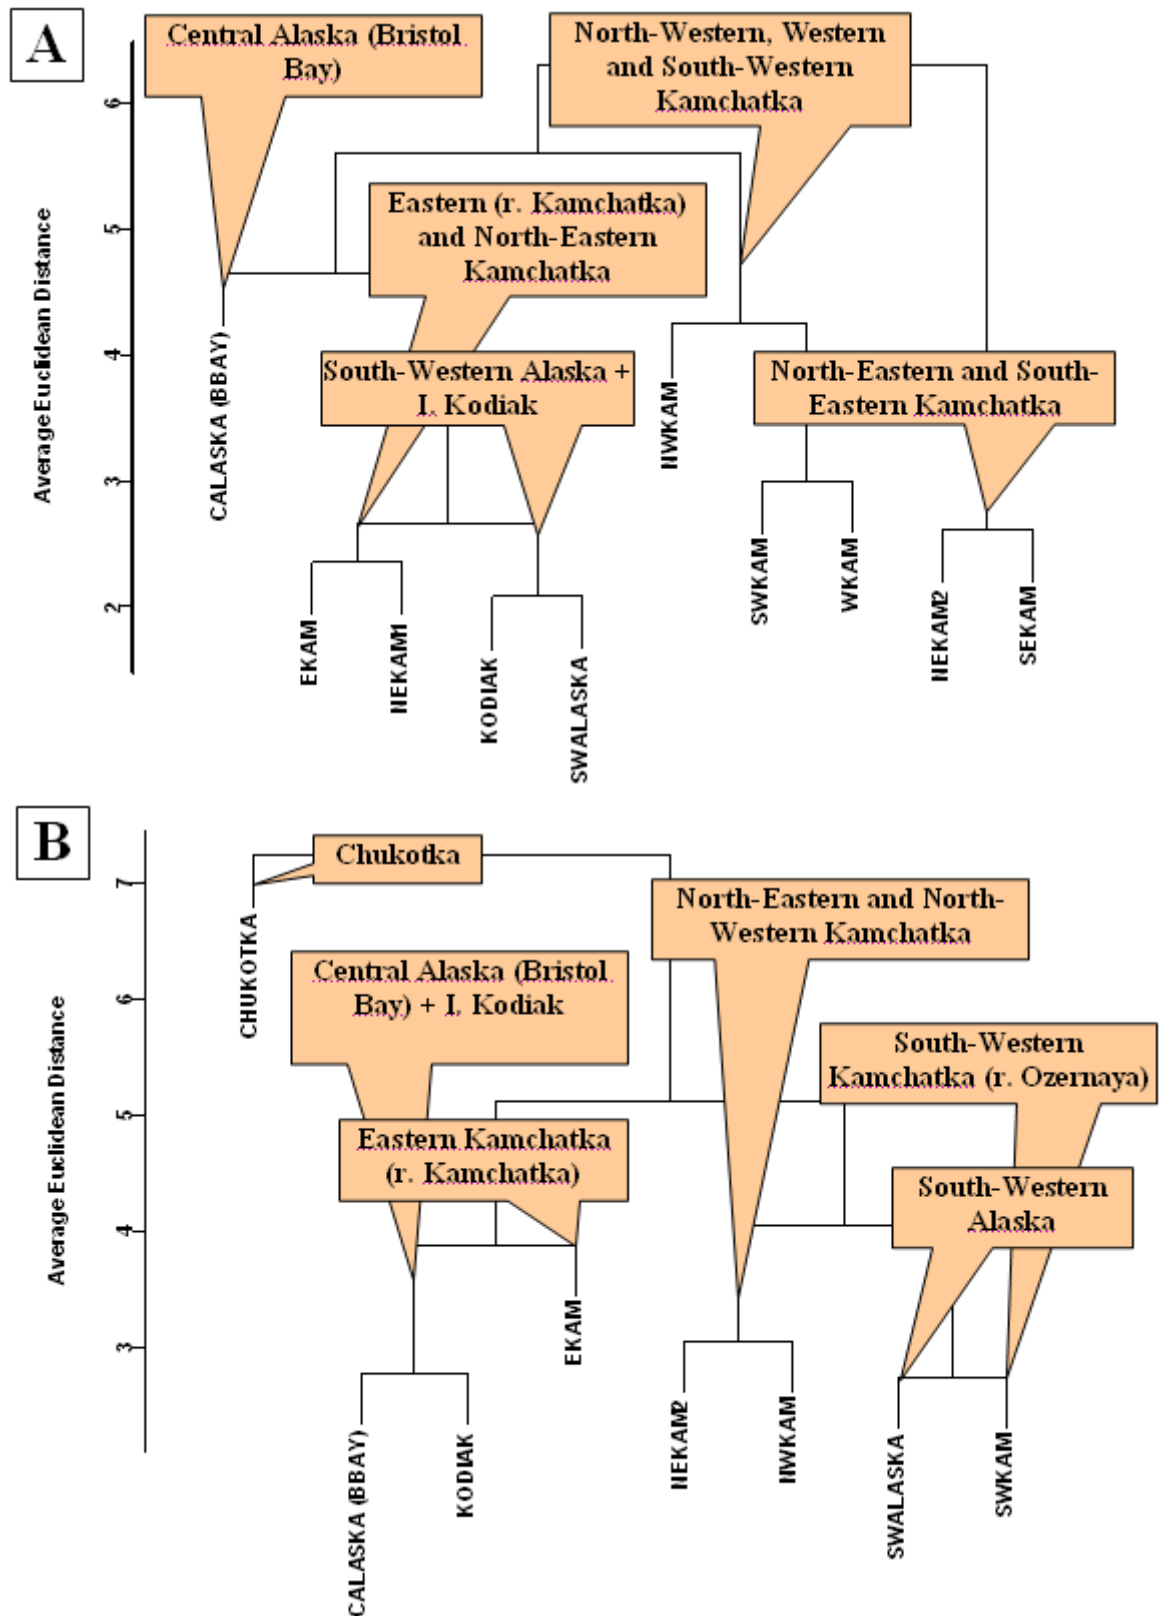 A
Central Alaska (Bristol
Bay)
North-Western, Western
and South-Western
Kamchatka
6
5
4
3
2
Average Euclidean Distance
Eastern (r. Kamchatka)
and North-Eastern
Kamchatka
South-Western Alaska +
I. Kodiak
North-Eastern and South-
Eastern Kamchatka
CALASKA (BBAY)
NWKAM
SWKAM
WKAM
NEKAM2
SEKAM
EKAM
NEKAM1
KODIAK
SWALASKA
B
Chukotka
7
6
5
4
3
Average Euclidean Distance
CHUKOTKA
North-Eastern and North-
Western Kamchatka
Central Alaska (Bristol
Bay) + I. Kodiak
South-Western
Kamchatka (r. Ozernaya)
Eastern Kamchatka
(r. Kamchatka)
South-Western
Alaska
EKAM
CALASKA (BBAY)
KODIAK
NEKAM2
NWKAM
SWALASKA
SWKAM